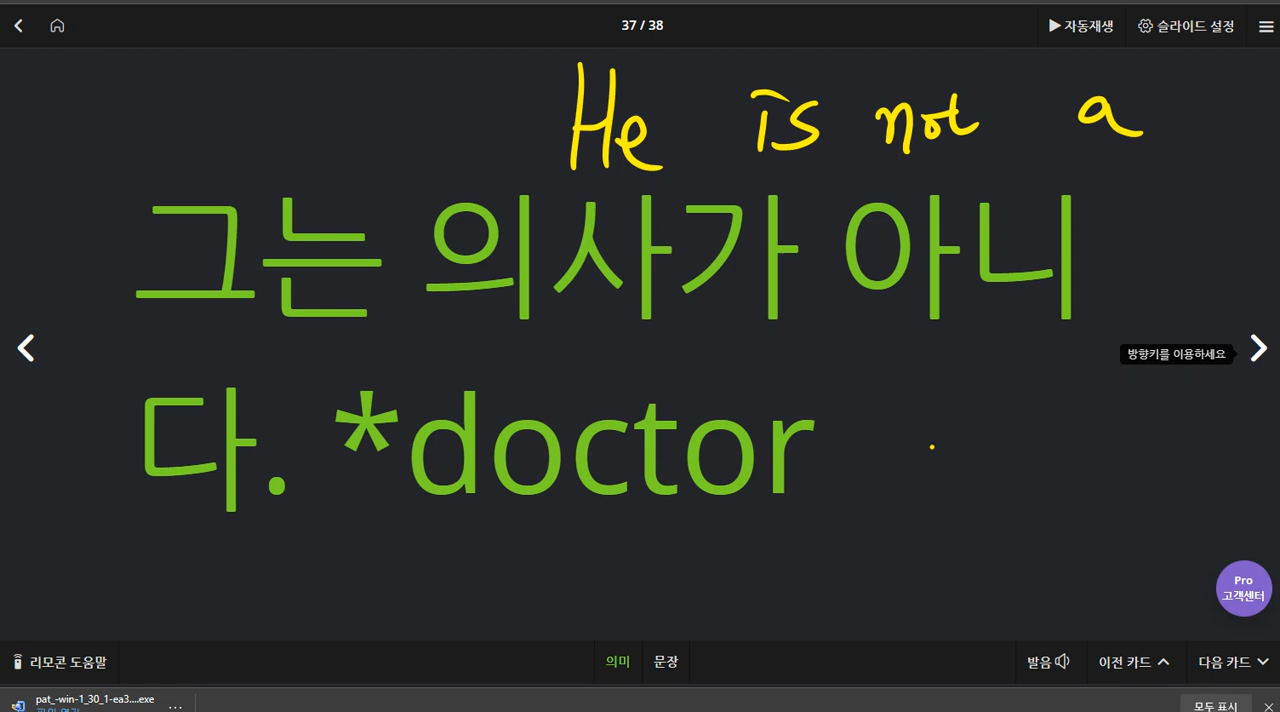 37 / 38
자동재생
슬라이드 설정
He is not a
그는 의사가 아니
다. *doctor
방향키를 이용하세요
Pro
고객센터
리모콘 도움말
의미
문장
발음
이전 카드
다음 카드
pat_-win-1_30_1-ea3....exe
...
모두 표시